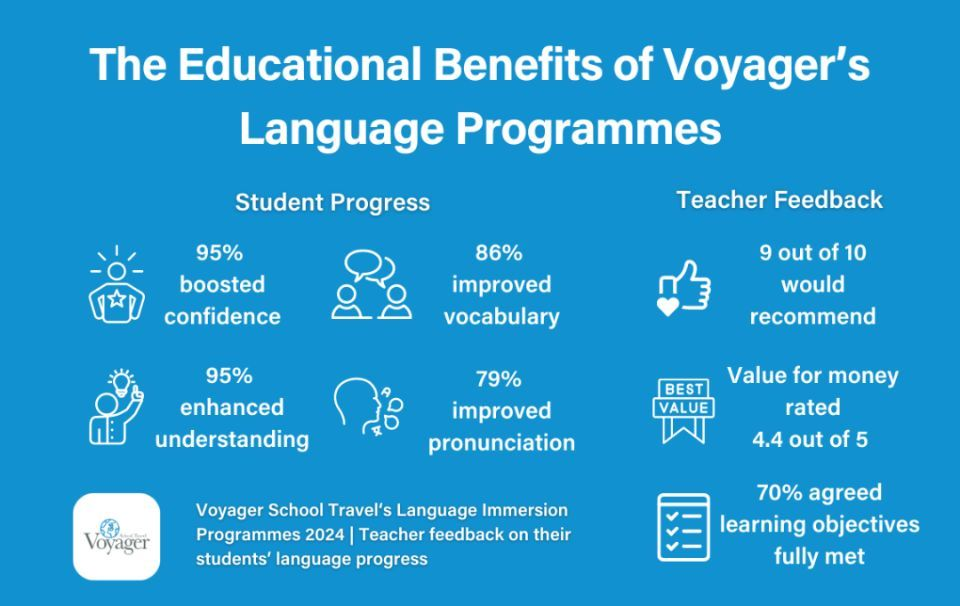 The Educational Benefits of Voyager's
Language Programmes
Student Progress
95%
boosted
confidence
86%
improved
vocabulary
95%
enhanced
understanding
79%
improved
pronunciation
Teacher Feedback
9 out of 10
would
recommend
BEST
VALUE
Value for money
rated
4.4 out of 5
70% agreed
learning objectives
fully met
School Travel
Voyager
Voyager School Travel's Language Immersion
Programmes 2024 | Teacher feedback on their
students' language progress